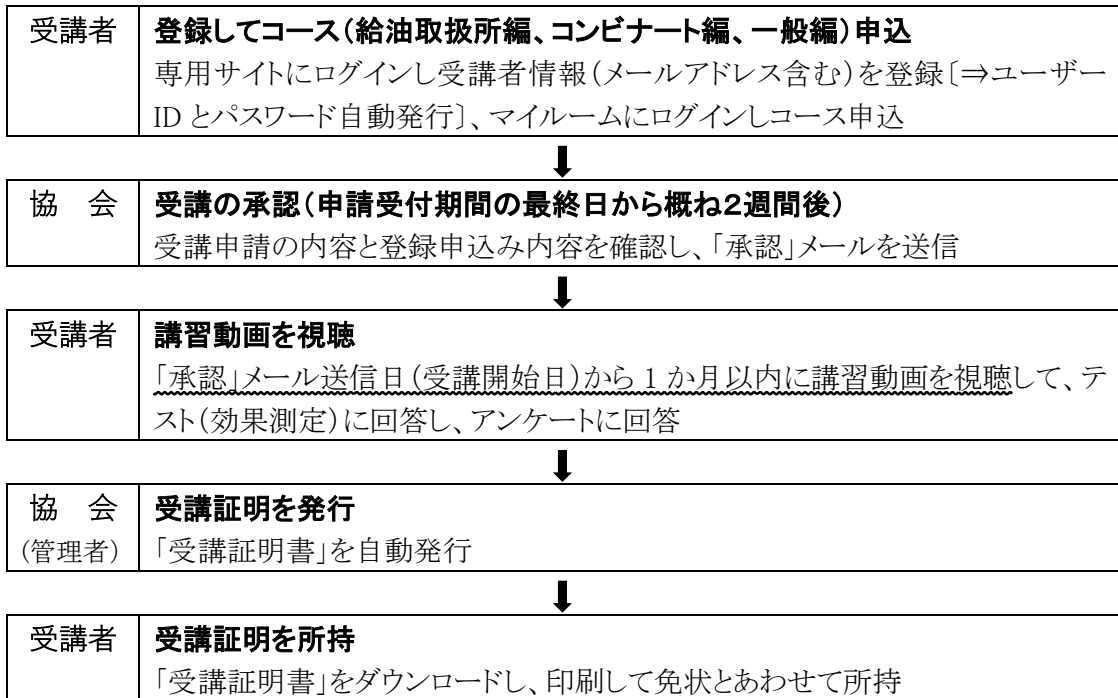 受講者 登録してコース(給油取扱所編、コンビナート編、一般編)申込
専用サイトにログインし受講者情報(メールアドレス含む)を登録〔⇒ユーザー
ID とパスワード自動発行〕、マイルームにログインしコース申込
⬇
協　会 受講の承認(申請受付期間の最終日から概ね2週間後)
受講申請の内容と登録申込み内容を確認し、「承認」メールを送信
⬇
受講者 講習動画を視聴
「承認」メール送信日(受講開始日)から 1 か月以内に講習動画を視聴して、テ
スト(効果測定)に回答し、アンケートに回答
⬇
協　会 受講証明を発行
(管理者) 「受講証明書」を自動発行
⬇
受講者 受講証明を所持
「受講証明書」をダウンロードし、印刷して免状とあわせて所持